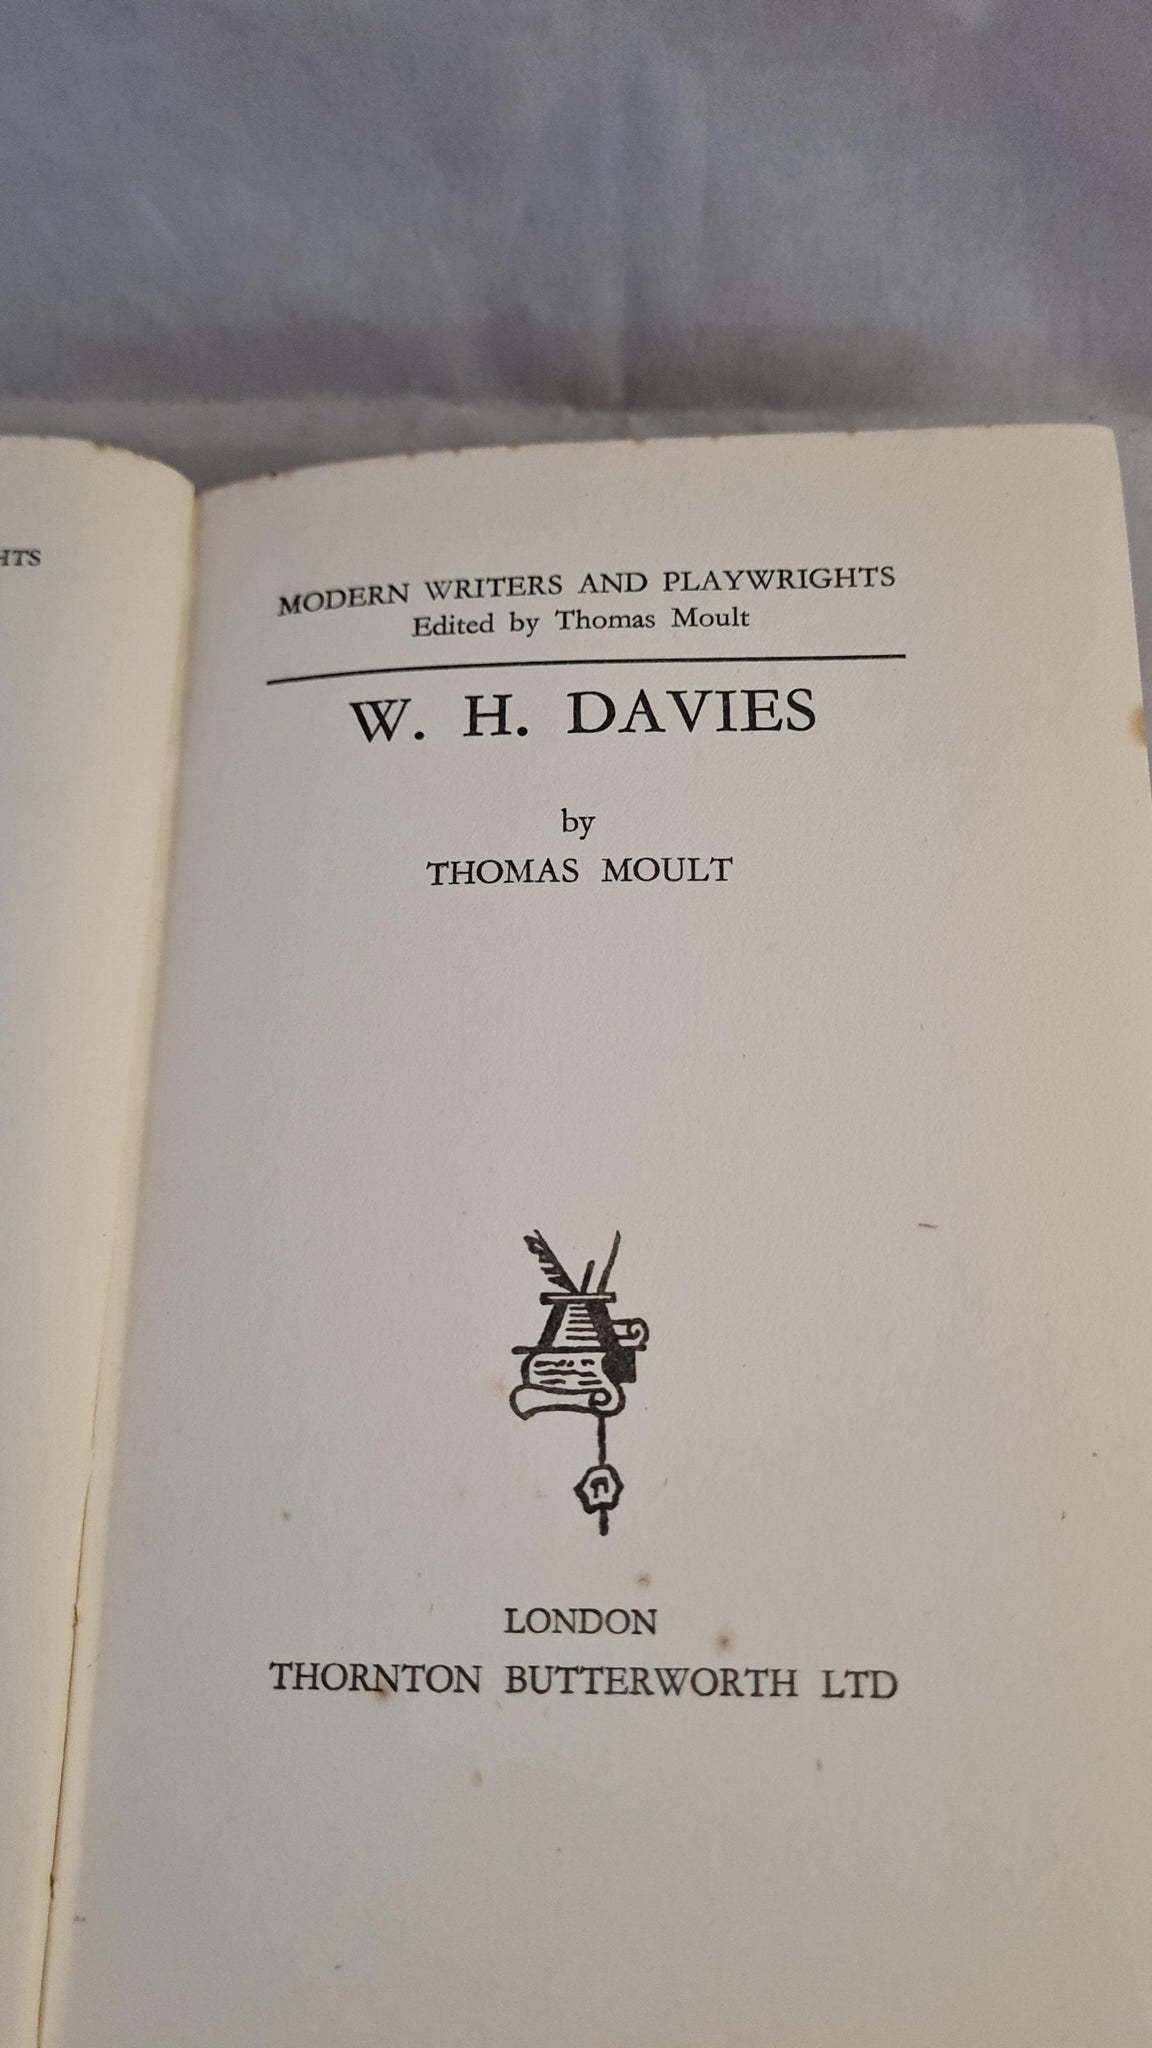 HTS
MODERN WRITERS AND PLAYWRIGHTS
Edited by Thomas Moult
W. H. DAVIES
by
THOMAS MOULT
LONDON
THORNTON BUTTERWORTH LTD